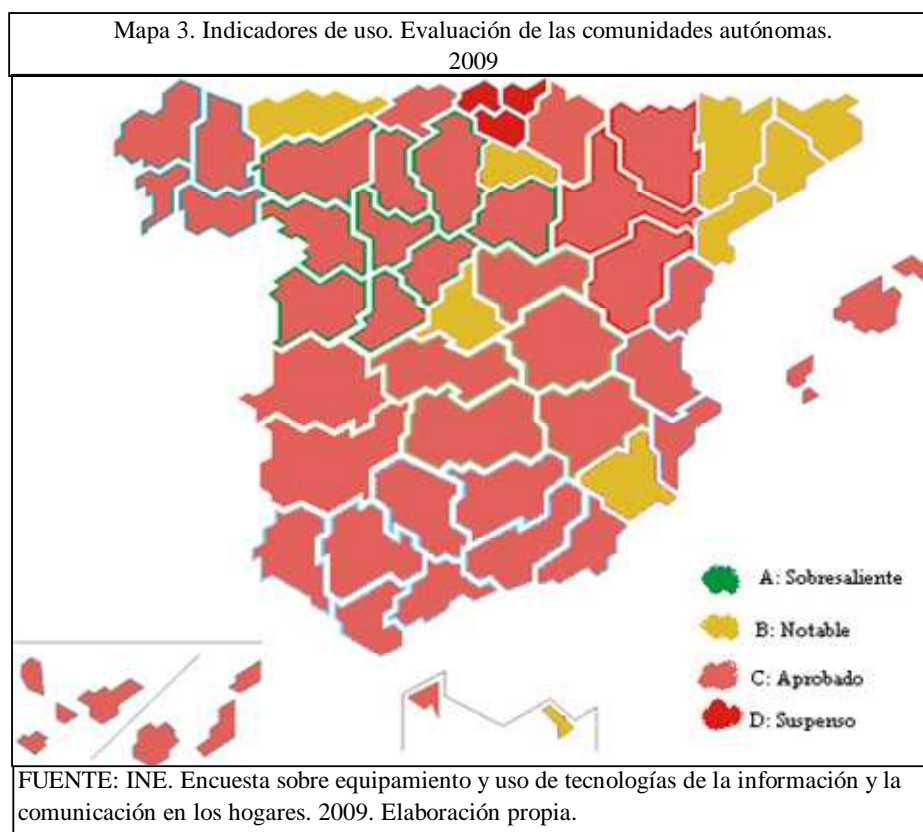 Mapa 3. Indicadores de uso. Evaluación de las comunidades autónomas.
2009
A: Sobresaliente
B: Notable
C: Aprobado
D: Suspenso
FUENTE: INE. Encuesta sobre equipamiento y uso de tecnologías de la información y la
comunicación en los hogares. 2009. Elaboración propia.